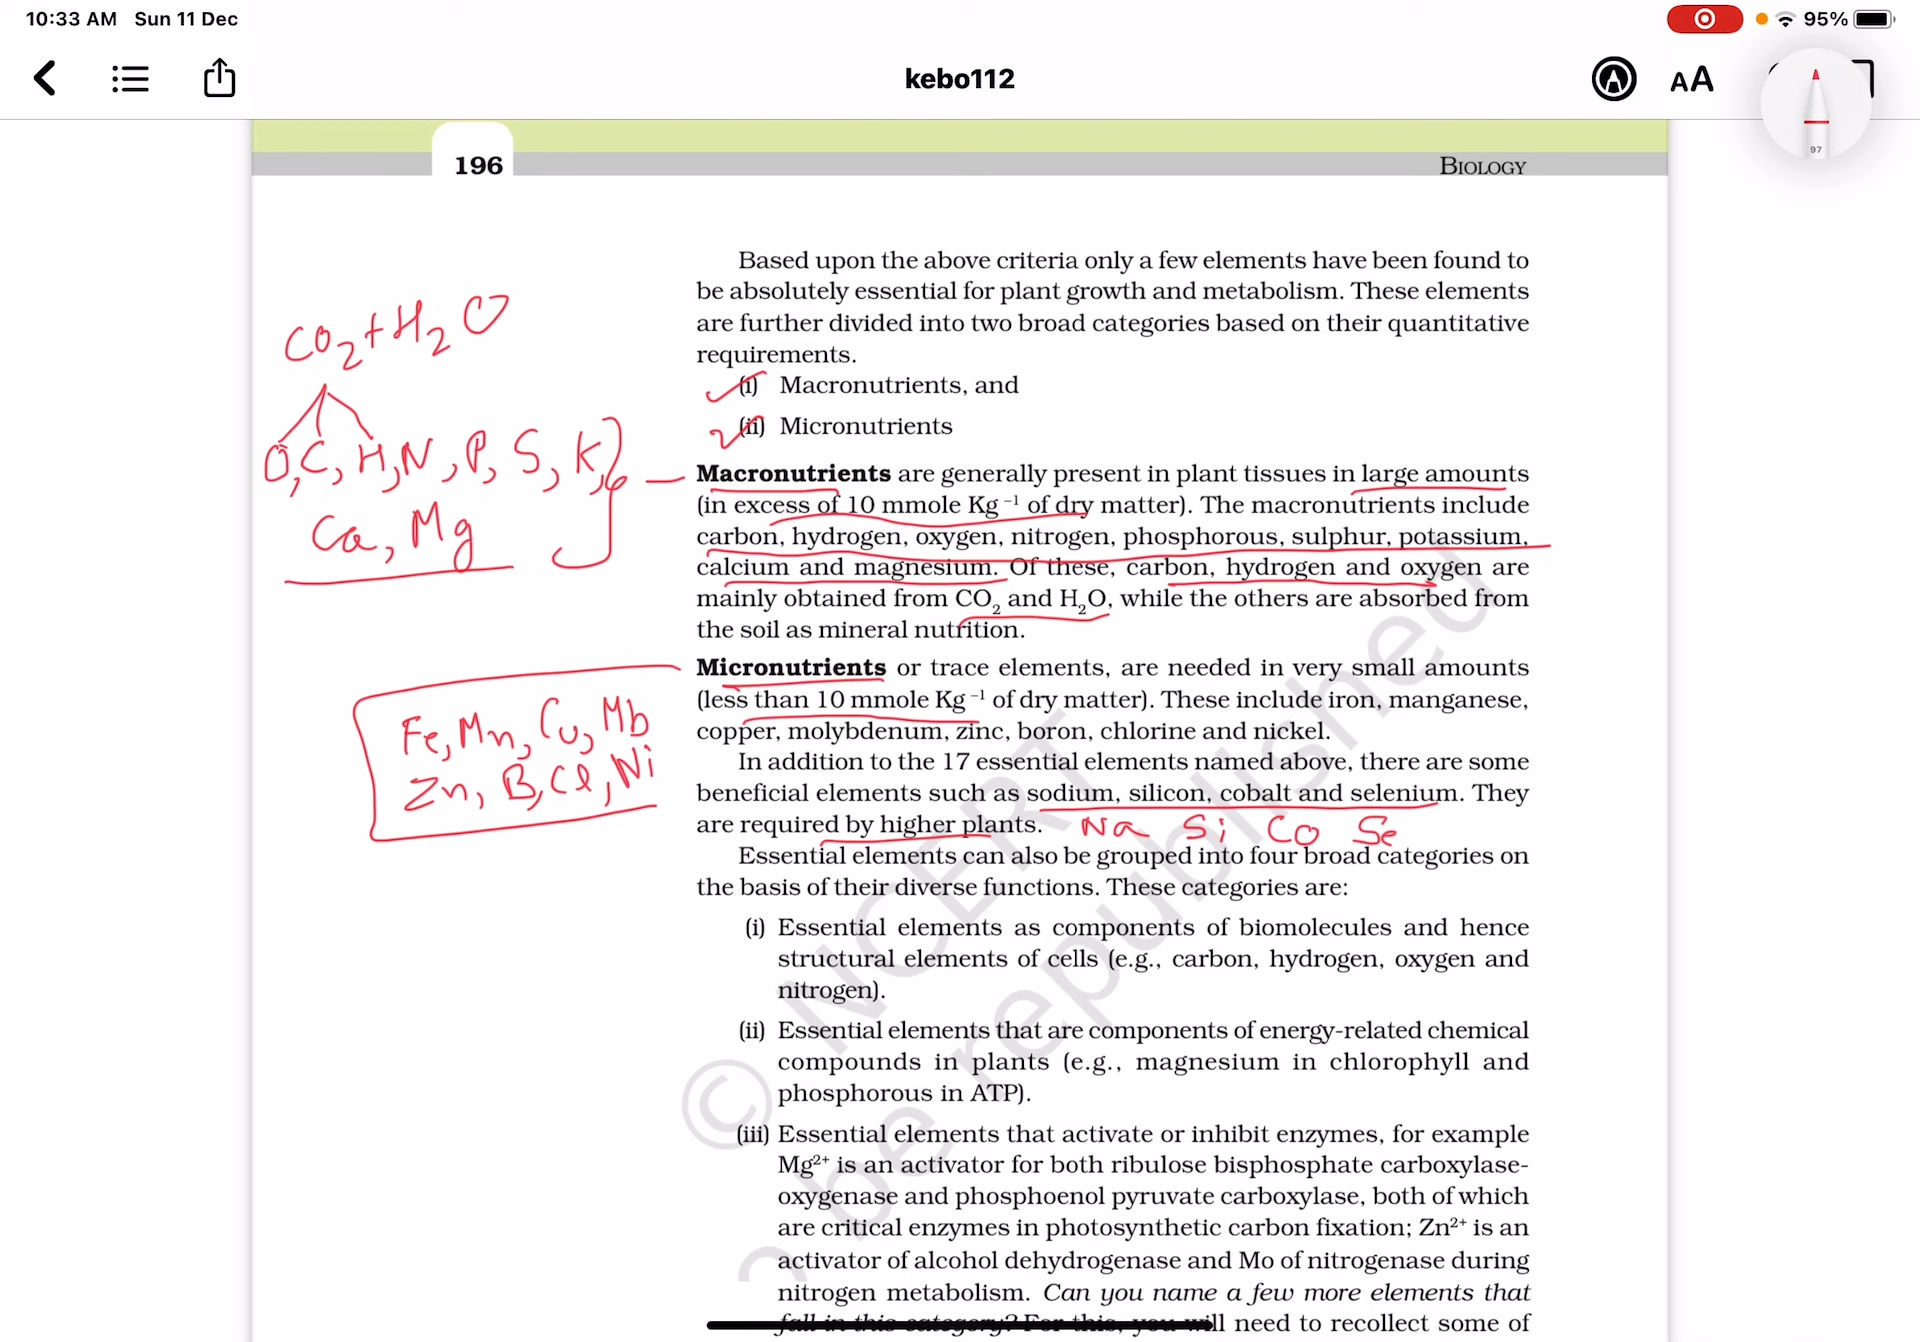 10:33 AM Sun 11 Dec
95%
kebo112
AA
97
196
BIOLOGY
Based upon the above criteria only a few elements have been found to
be absolutely essential for plant growth and metabolism. These elements
are further divided into two broad categories based on their quantitative
requirements.
(i) Macronutrients, and
(ii) Micronutrients
CO2+H2O
O,C,H,N,P,S,K,
Ca,Mg
Macronutrients are generally present in plant tissues in large amounts
(in excess of 10 mmole Kg⁻¹ of dry matter). The macronutrients include
carbon, hydrogen, oxygen, nitrogen, phosphorous, sulphur, potassium,
calcium and magnesium. Of these, carbon, hydrogen and oxygen are
mainly obtained from CO₂ and H₂O, while the others are absorbed from
the soil as mineral nutrition.
Micronutrients or trace elements, are needed in very small amounts
(less than 10 mmole Kg⁻¹ of dry matter). These include iron, manganese,
copper, molybdenum, zinc, boron, chlorine and nickel.
Fe,Mn,Cu,Mb
Zn,B,Cl,Ni
In addition to the 17 essential elements named above, there are some
beneficial elements such as sodium, silicon, cobalt and selenium. They
are required by higher plants.
Na Si Co Se
Essential elements can also be grouped into four broad categories on
the basis of their diverse functions. These categories are:
(i) Essential elements as components of biomolecules and hence
structural elements of cells (e.g., carbon, hydrogen, oxygen and
nitrogen).
(ii) Essential elements that are components of energy-related chemical
compounds in plants (e.g., magnesium in chlorophyll and
phosphorous in ATP).
(iii) Essential elements that activate or inhibit enzymes, for example
Mg²⁺ is an activator for both ribulose bisphosphate carboxylase-
oxygenase and phosphoenol pyruvate carboxylase, both of which
are critical enzymes in photosynthetic carbon fixation; Zn²⁺ is an
activator of alcohol dehydrogenase and Mo of nitrogenase during
nitrogen metabolism. Can you name a few more elements that
fall in this category? For this, you will need to recollect some of
© NCERT
be republished